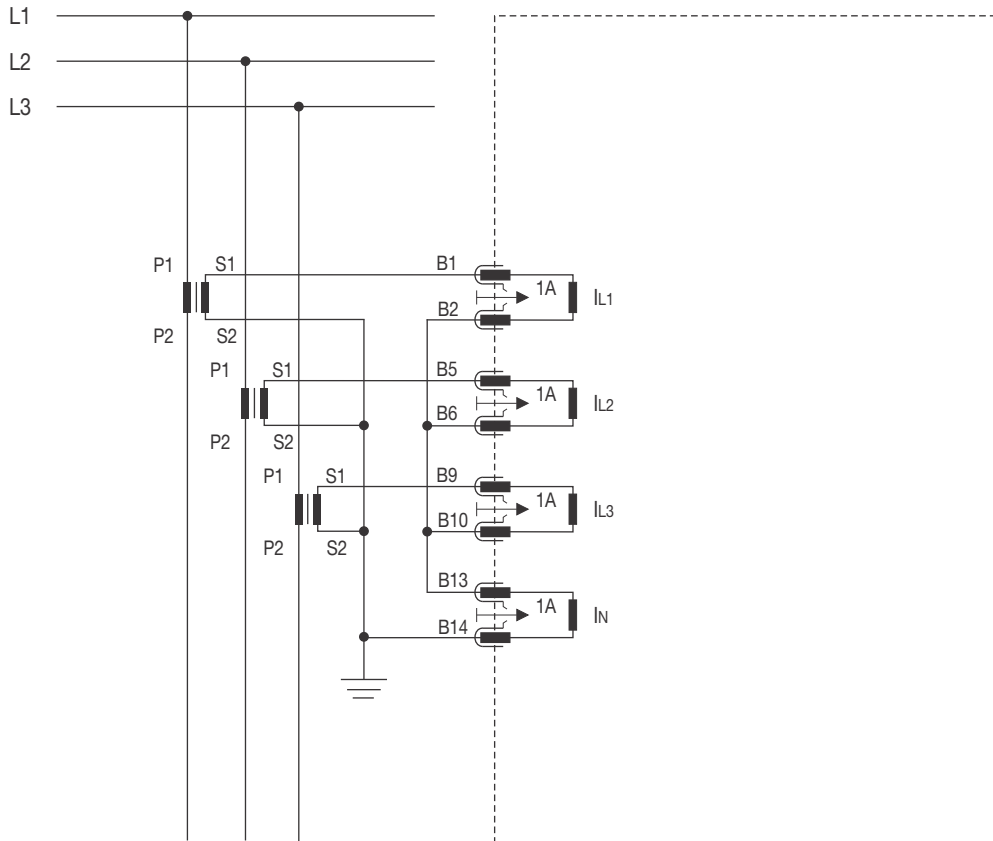 L1
L2
L3
P1 S1 B1 1A IL1
P2 S2 B2
P1 S1 B5 1A IL2
P2 S2 B6
P1 S1 B9 1A IL3
P2 S2 B10
B13 1A IN
B14